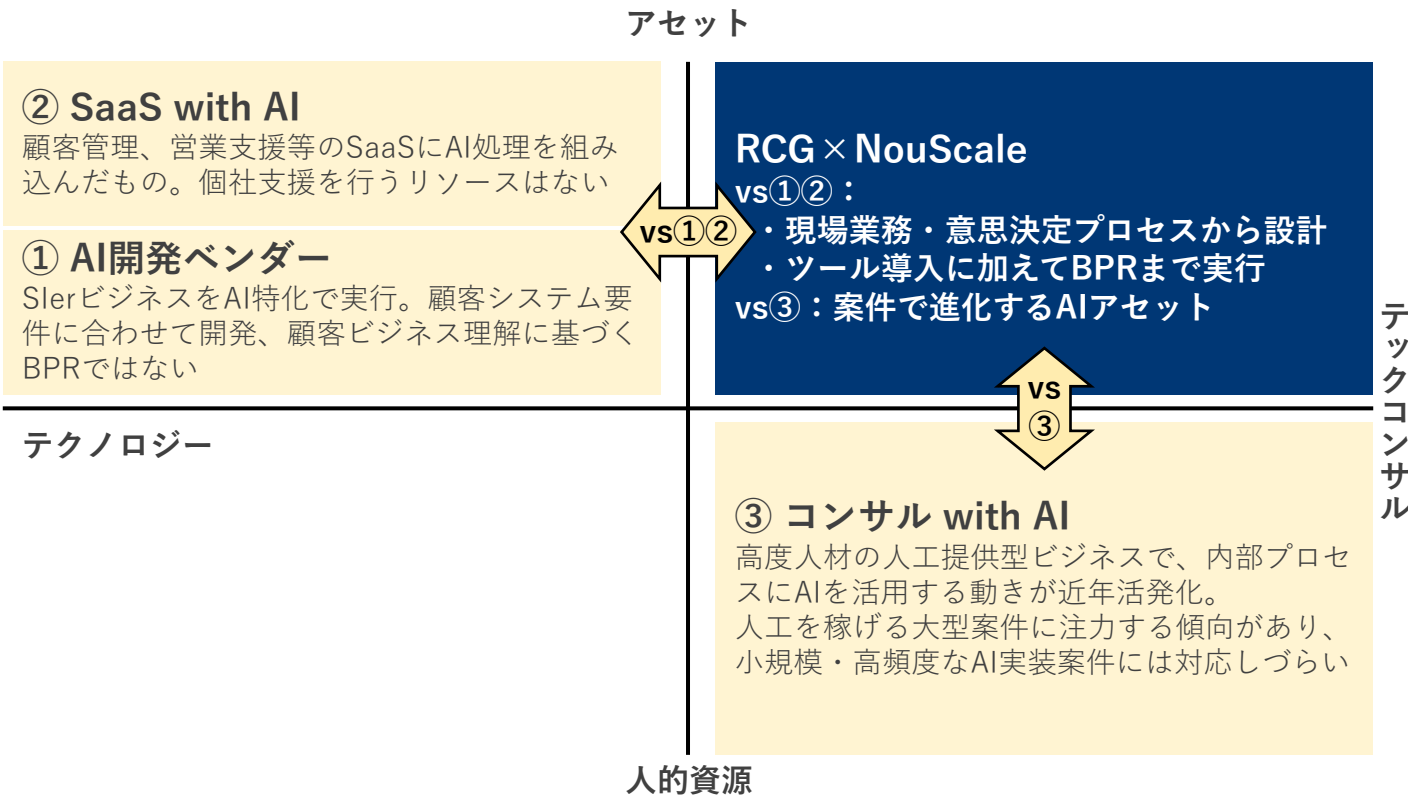 アセット
② SaaS with AI
顧客管理、営業支援等のSaaSにAI処理を組み
込んだもの。個社支援を行うリソースはない
① AI開発ベンダー
SIerビジネスをAI特化で実行。顧客システム要
件に合わせて開発、顧客ビジネス理解に基づく
BPRではない
vs①②
RCG×NouScale
vs①②：
・現場業務・意思決定プロセスから設計
・ツール導入に加えてBPRまで実行
vs③：案件で進化するAIアセット
vs
③
テックコンサル
テクノロジー
③ コンサル with AI
高度人材の人工提供型ビジネスで、内部プロセ
スにAIを活用する動きが近年活発化。
人工を稼げる大型案件に注力する傾向があり、
小規模・高頻度なAI実装案件には対応しづらい
人的資源